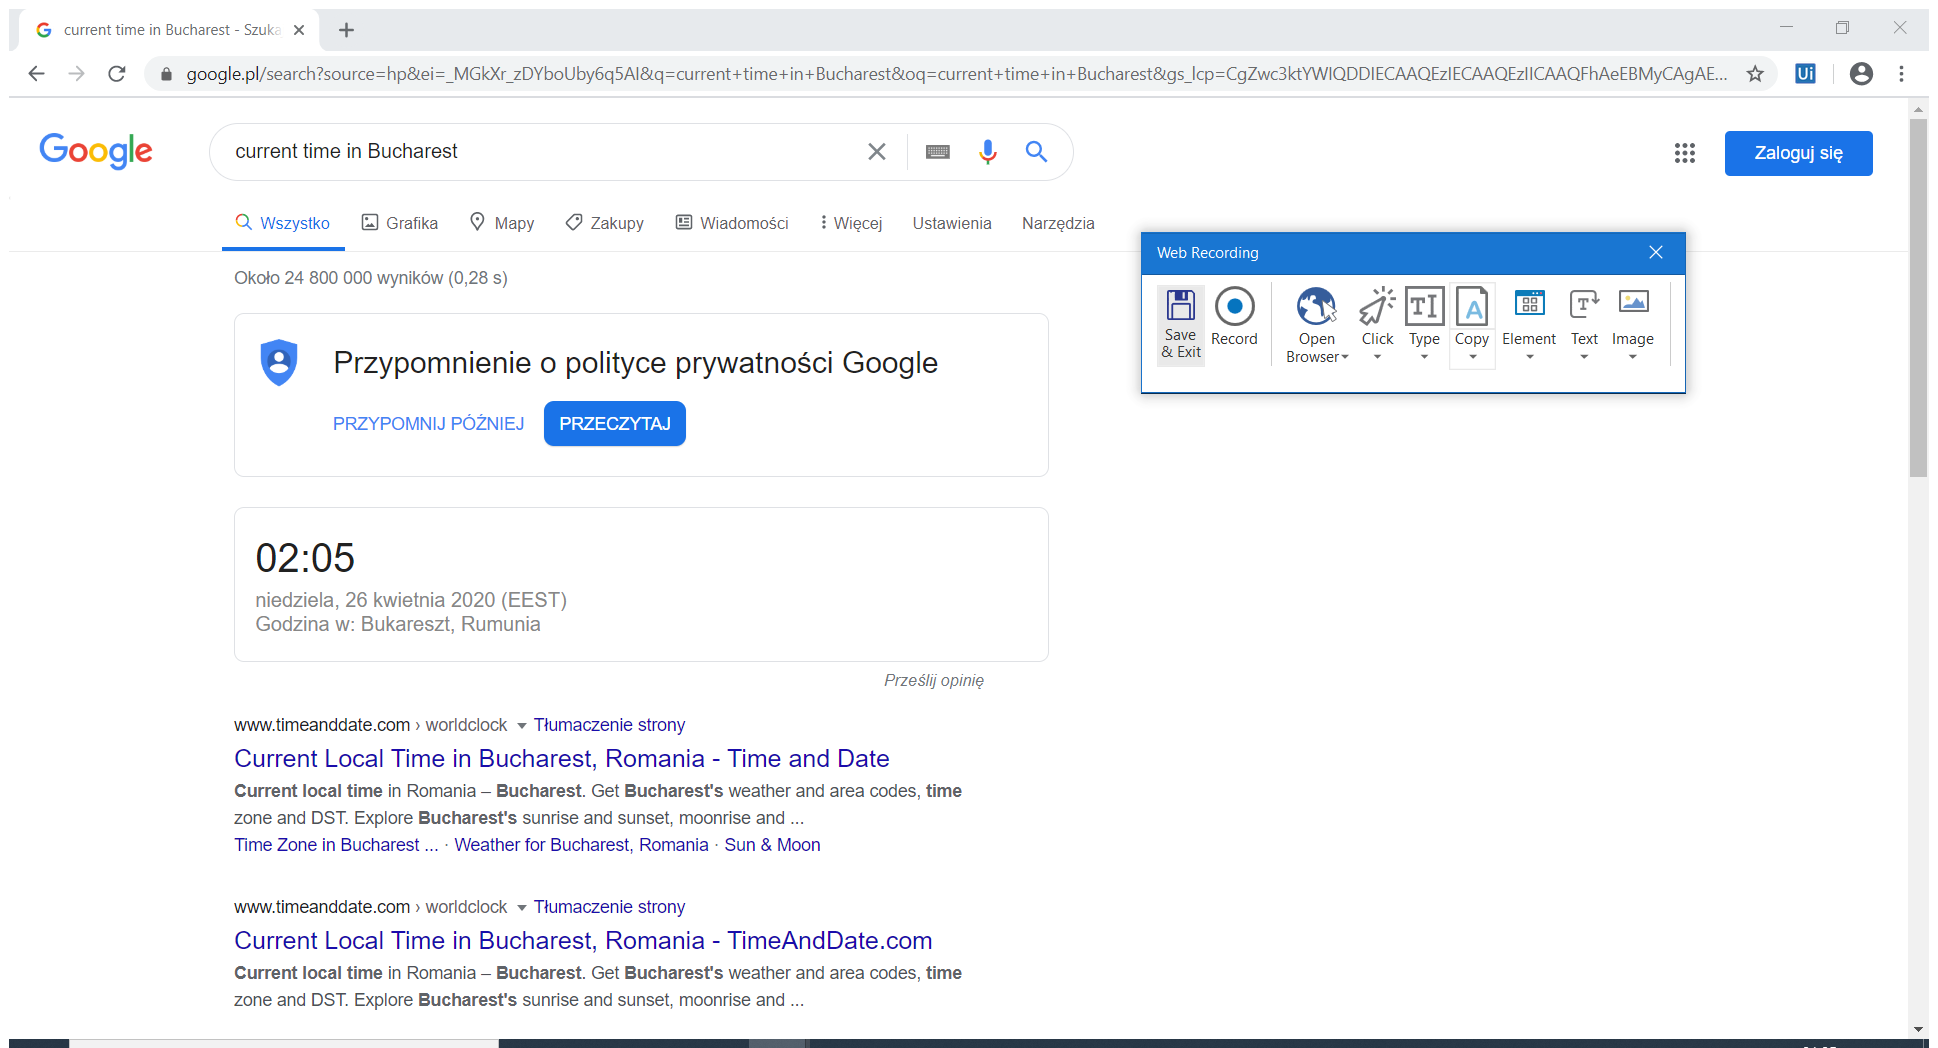 current time in Bucharest - Szuka
google.pl/search?source=hp&ei=_MGkXr_zDYboUby6q5AI&q=current+time+in+Bucharest&oq=current+time+in+Bucharest&gs_lcp=CgZwc3ktYWIQDDIECAAQEzIECAAQEzIICAAQFhAeEBMyCAgAE...
Ui
Google
current time in Bucharest
Zaloguj się
Wszystko Grafika Mapy Zakupy Wiadomości Więcej Ustawienia Narzędzia
Web Recording
Save & Exit
Record
Open Browser
Click
Type
Copy
Element
Text
Image
Około 24 800 000 wyników (0,28 s)
Przypomnienie o polityce prywatności Google
PRZYPOMNIJ PÓŹNIEJ PRZECZYTAJ
02:05
niedziela, 26 kwietnia 2020 (EEST)
Godzina w: Bukareszt, Rumunia
Prześlij opinię
www.timeanddate.com › worldclock Tłumaczenie strony
Current Local Time in Bucharest, Romania - Time and Date
Current local time in Romania – Bucharest. Get Bucharest's weather and area codes, time
zone and DST. Explore Bucharest's sunrise and sunset, moonrise and ...
Time Zone in Bucharest ... · Weather for Bucharest, Romania · Sun & Moon
www.timeanddate.com › worldclock Tłumaczenie strony
Current Local Time in Bucharest, Romania - TimeAndDate.com
Current local time in Romania – Bucharest. Get Bucharest's weather and area codes, time
zone and DST. Explore Bucharest's sunrise and sunset, moonrise and ...